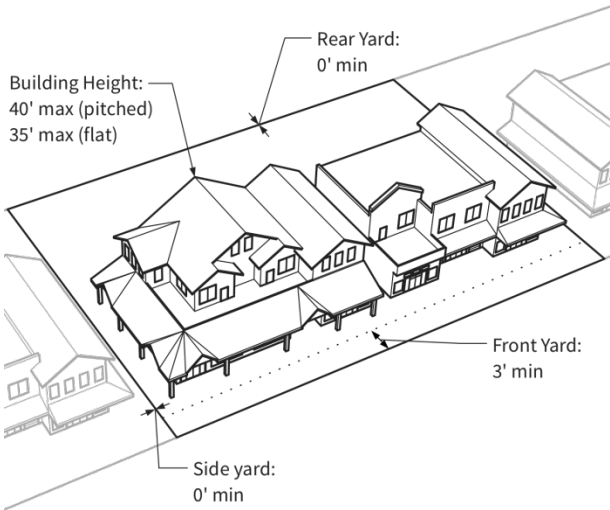 Rear Yard:
0' min
Building Height:
40' max (pitched)
35' max (flat)
Front Yard:
3' min
Side yard:
0' min